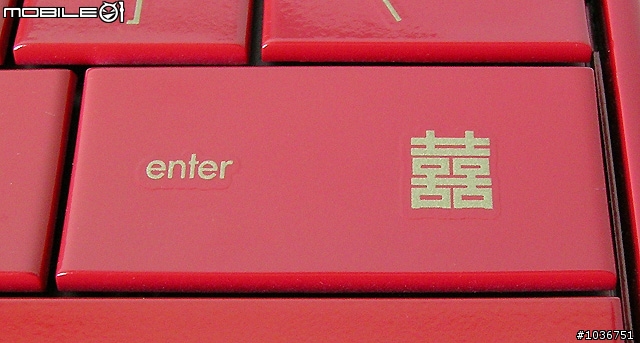 MOBILE01
]
\
enter 囍
#1036751